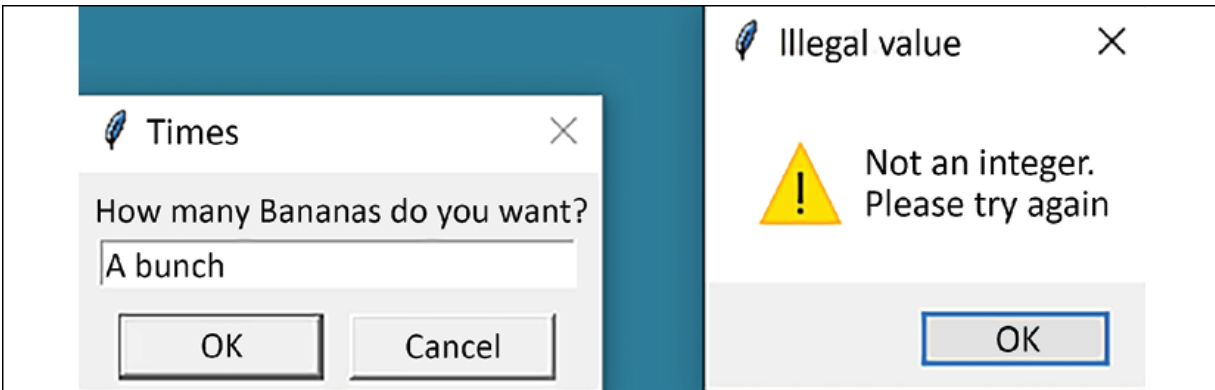 Times
How many Bananas do you want?
A bunch
OK
Cancel
Illegal value
Not an integer.
Please try again
OK